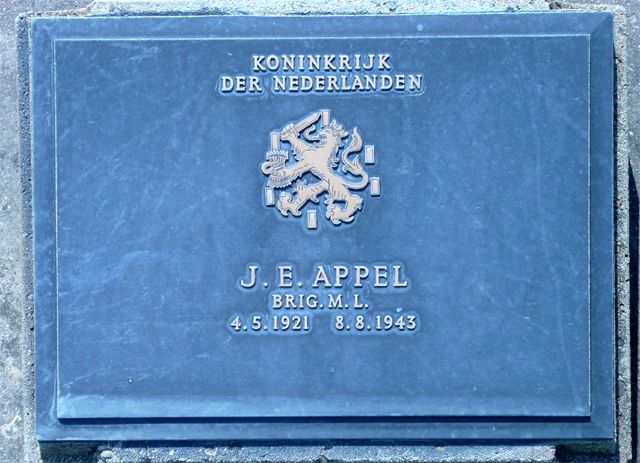 KONINKRIJK
DER NEDERLANDEN
J. E. APPEL
BRIG. M. L.
4.5.1921 8.8.1943